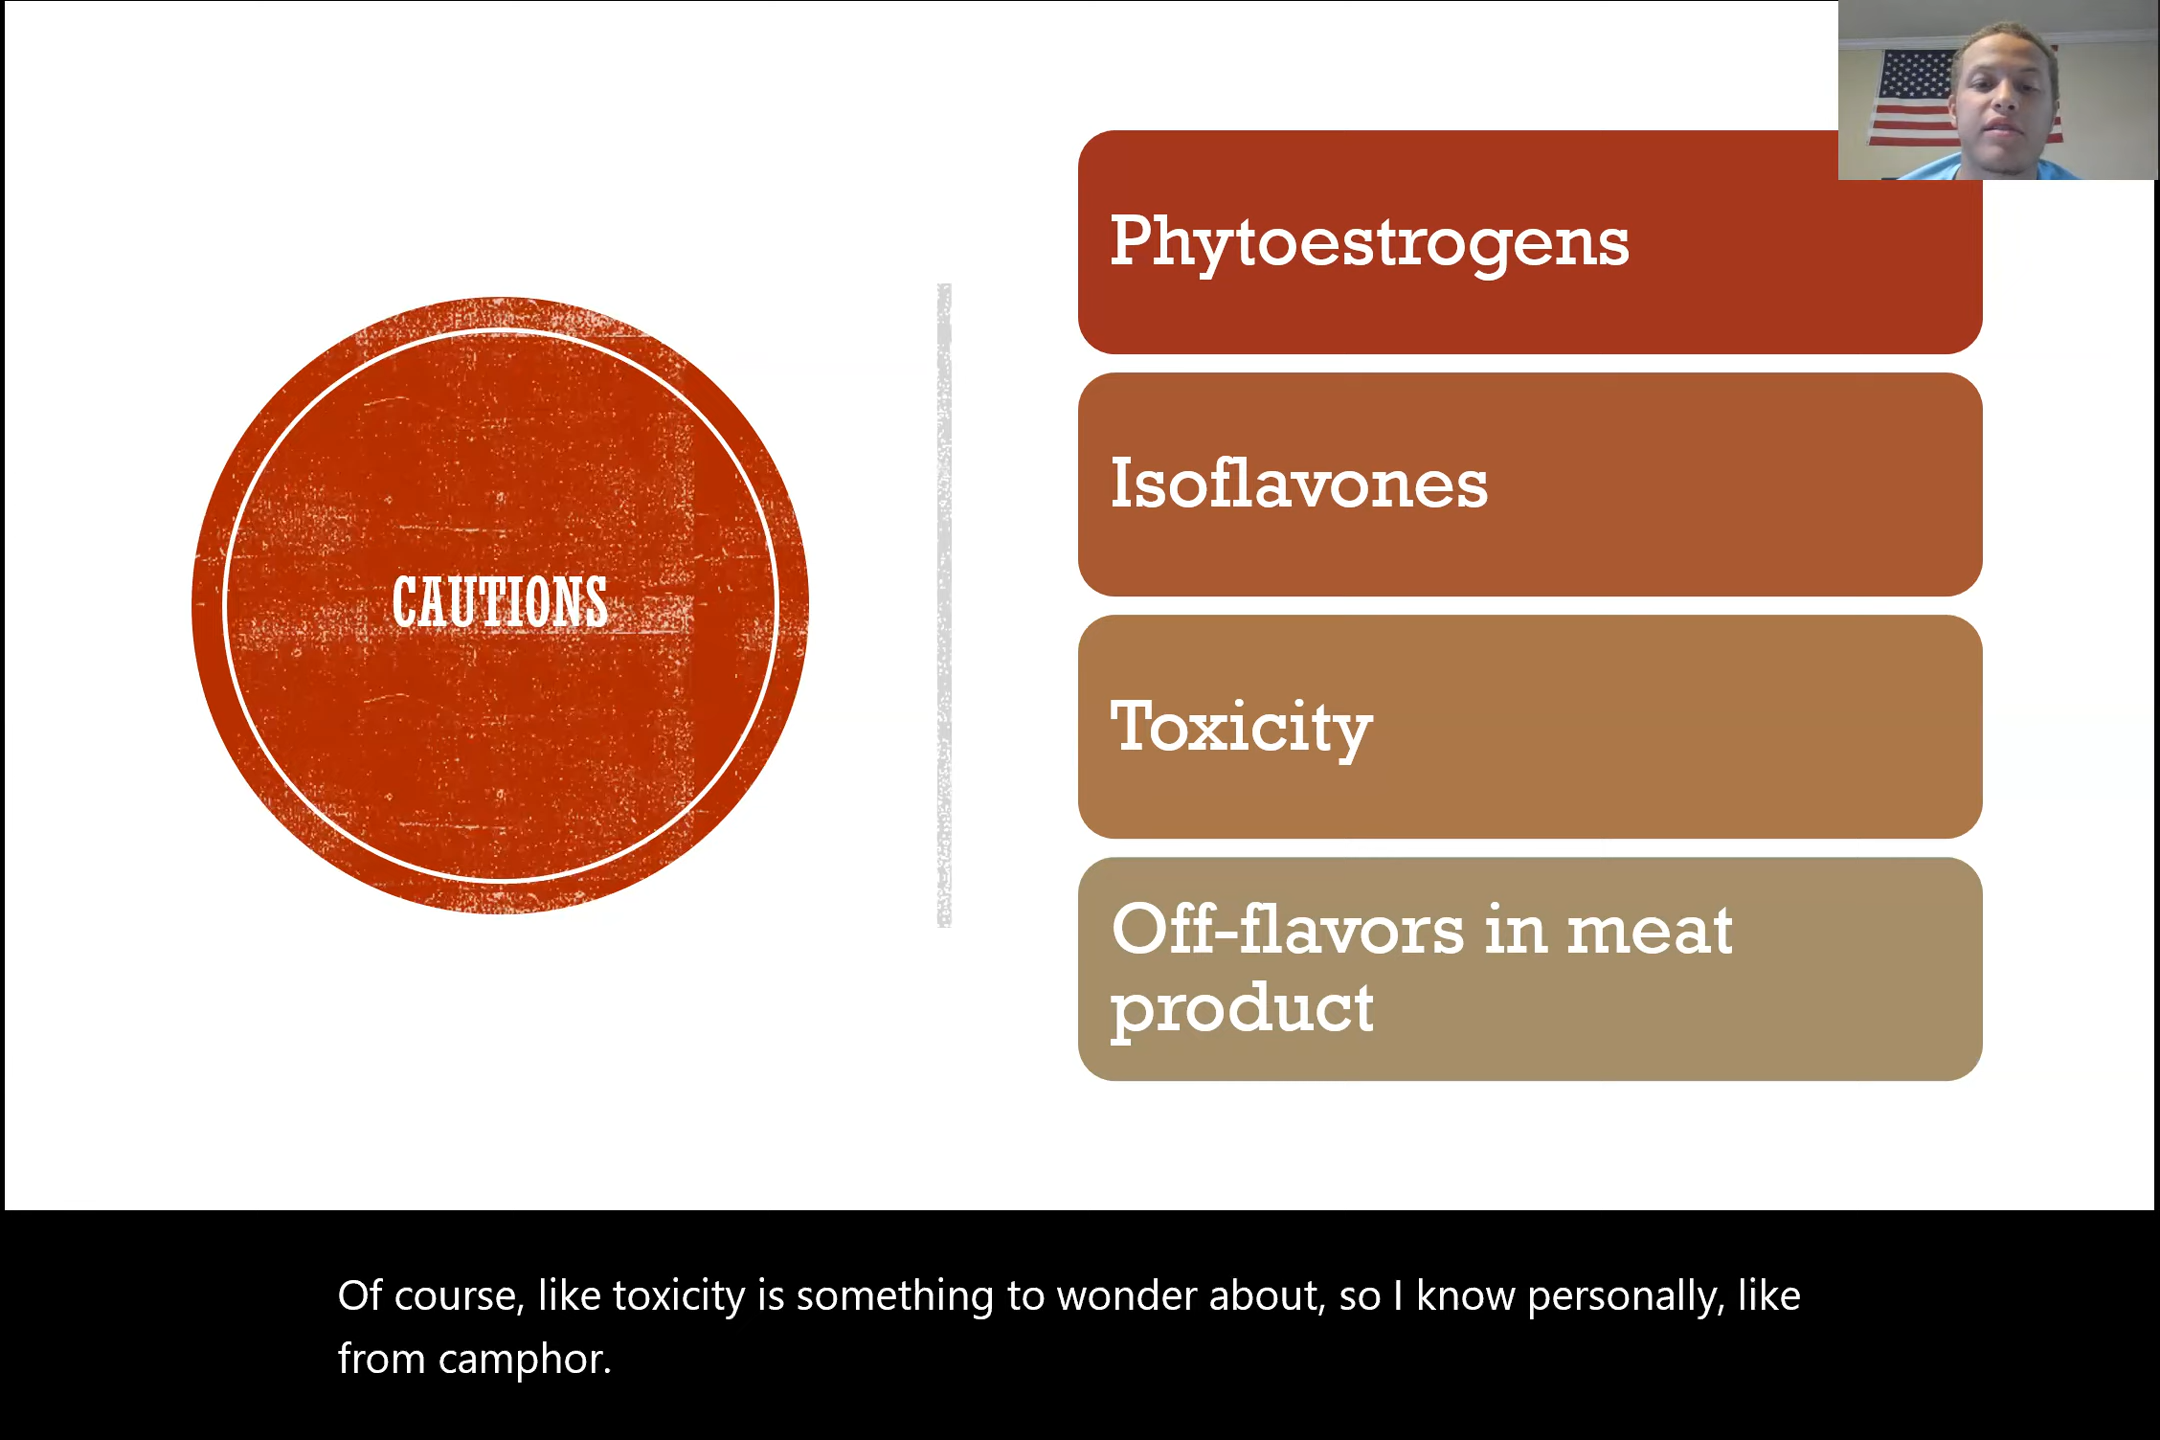 CAUTIONS
Phytoestrogens
Isoflavones
Toxicity
Off-flavors in meat
product
Of course, like toxicity is something to wonder about, so I know personally, like
from camphor.